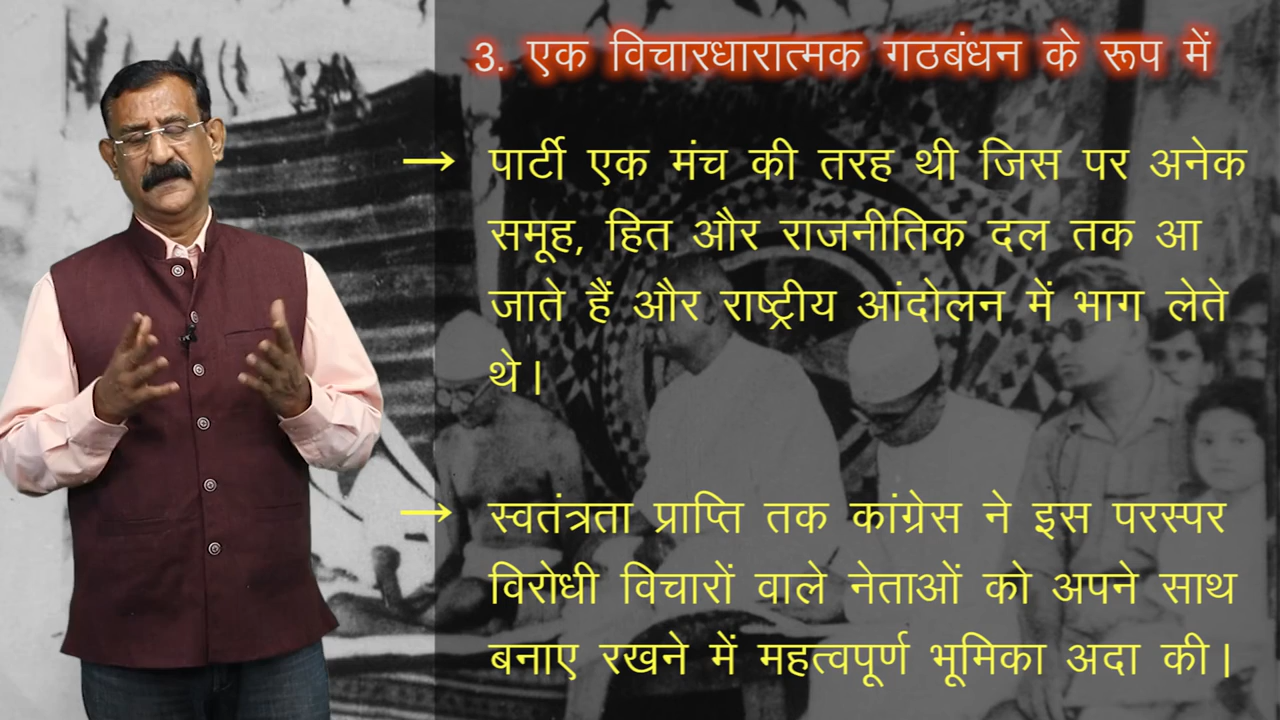 3. एक विचारधारात्मक गठबंधन के रूप में
→ पार्टी एक मंच की तरह थी जिस पर अनेक
समूह, हित और राजनीतिक दल तक आ
जाते हैं और राष्ट्रीय आंदोलन में भाग लेते
थे।
→ स्वतंत्रता प्राप्ति तक कांग्रेस ने इस परस्पर
विरोधी विचारों वाले नेताओं को अपने साथ
बनाए रखने में महत्वपूर्ण भूमिका अदा की।